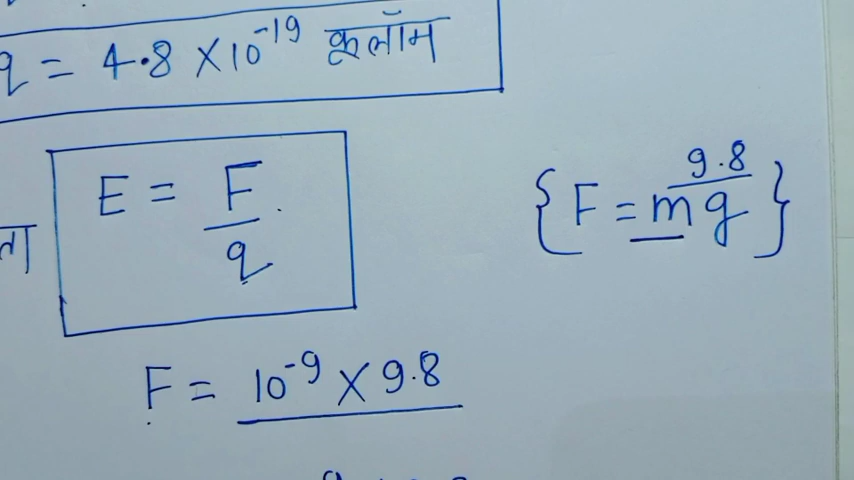 q = 4.8 × 10⁻¹⁹ कूलॉम
ता
E = F/q
9.8
{F = mg}
F = 10⁻⁹ × 9.8